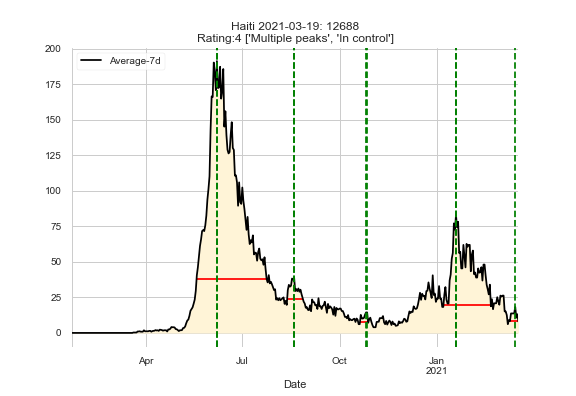 Haiti 2021-03-19: 12688
Rating:4 ['Multiple peaks', 'In control']
200
Average-7d
175
150
125
100
75
50
25
0
Apr Jul Oct Jan
2021
Date